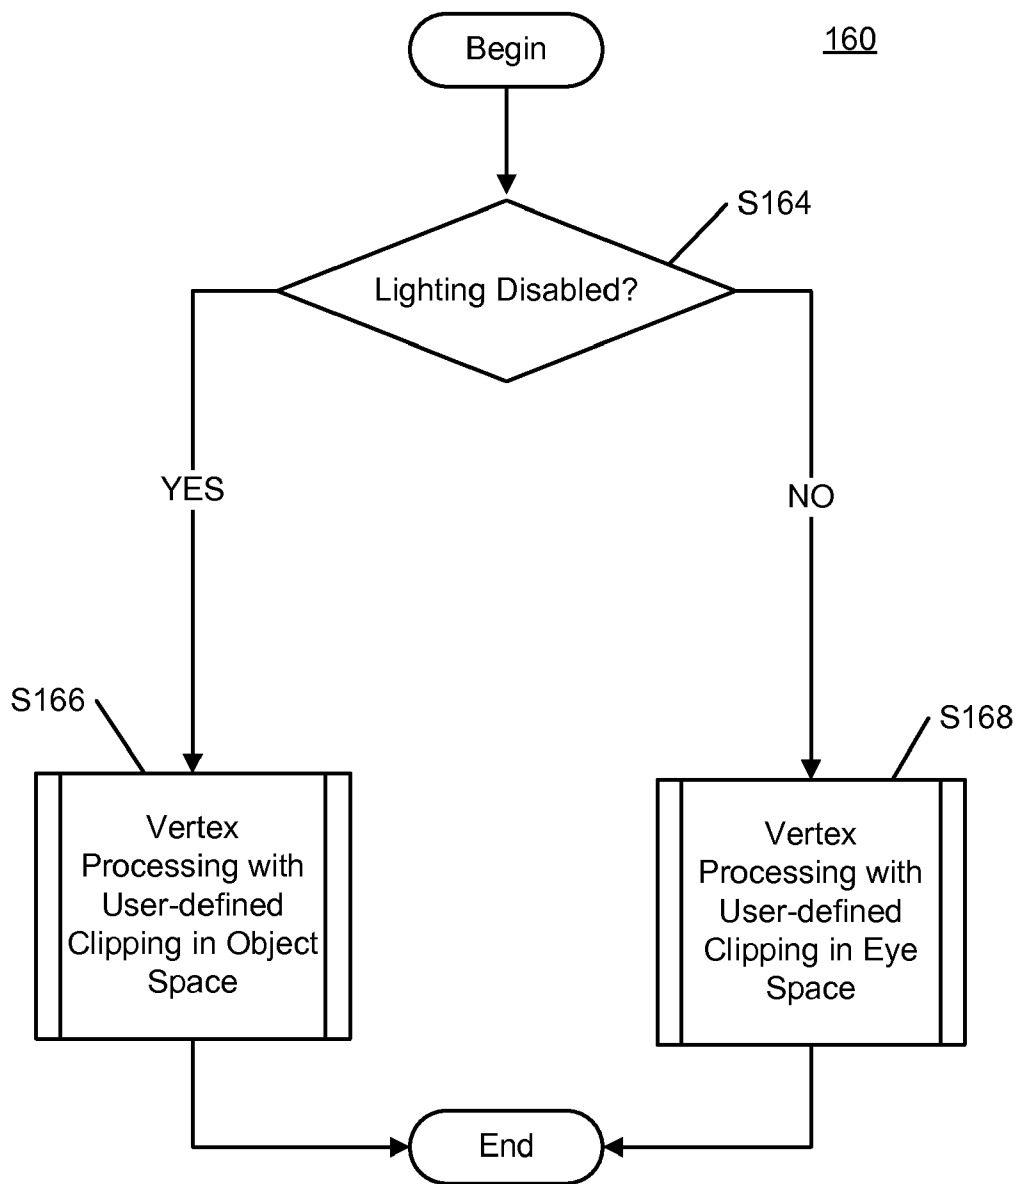 Begin
160
S164
Lighting Disabled?
YES
NO
S166
S168
Vertex
Processing with
User-defined
Clipping in Object
Space
Vertex
Processing with
User-defined
Clipping in Eye
Space
End